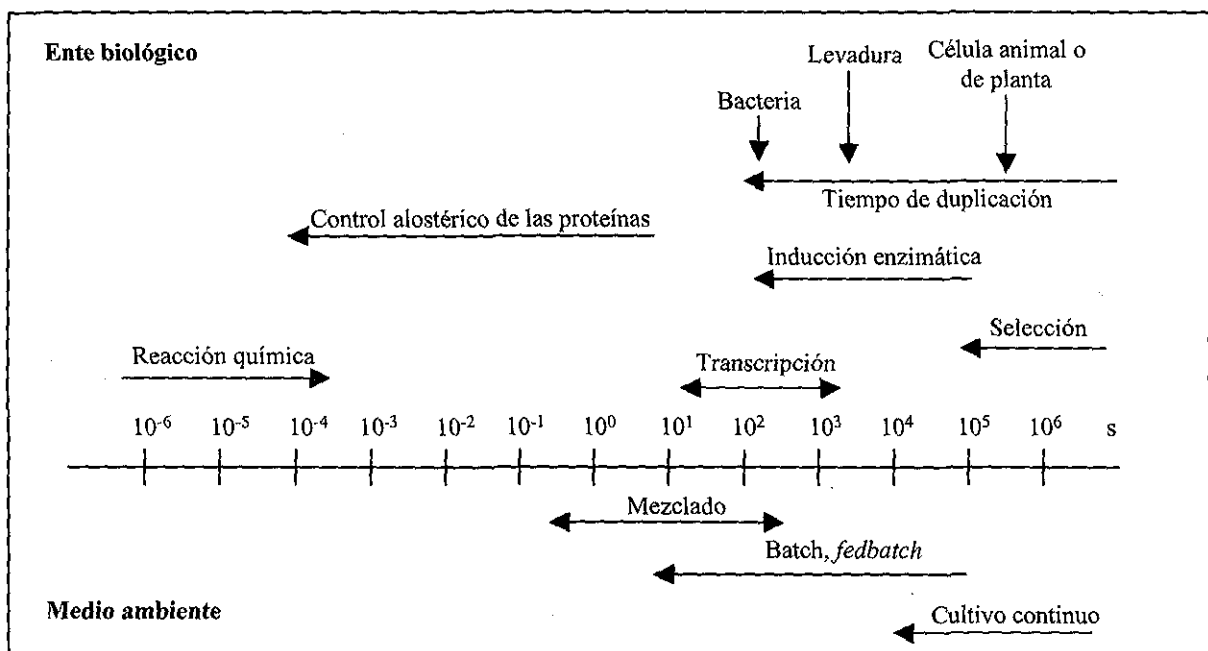 Ente biológico
Levadura
Célula animal o
de planta
Bacteria
Tiempo de duplicación
Control alostérico de las proteínas
Inducción enzimática
Selección
Reacción química
Transcripción
10⁻⁶ 10⁻⁵ 10⁻⁴ 10⁻³ 10⁻² 10⁻¹ 10⁰ 10¹ 10² 10³ 10⁴ 10⁵ 10⁶ s
Mezclado
Batch, fedbatch
Medio ambiente
Cultivo continuo